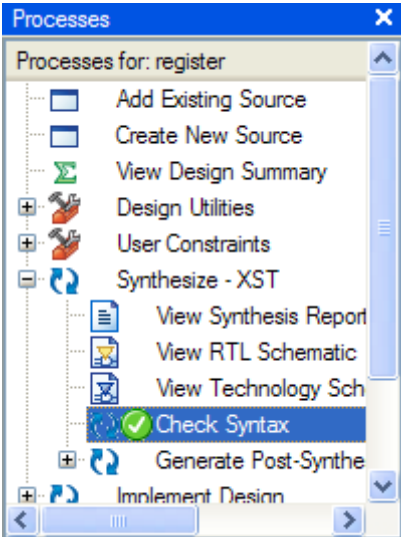 Processes
Processes for: register
Add Existing Source
Create New Source
View Design Summary
Design Utilities
User Constraints
Synthesize - XST
View Synthesis Report
View RTL Schematic
View Technology Sch
Check Syntax
Generate Post-Synthe
Implement Design